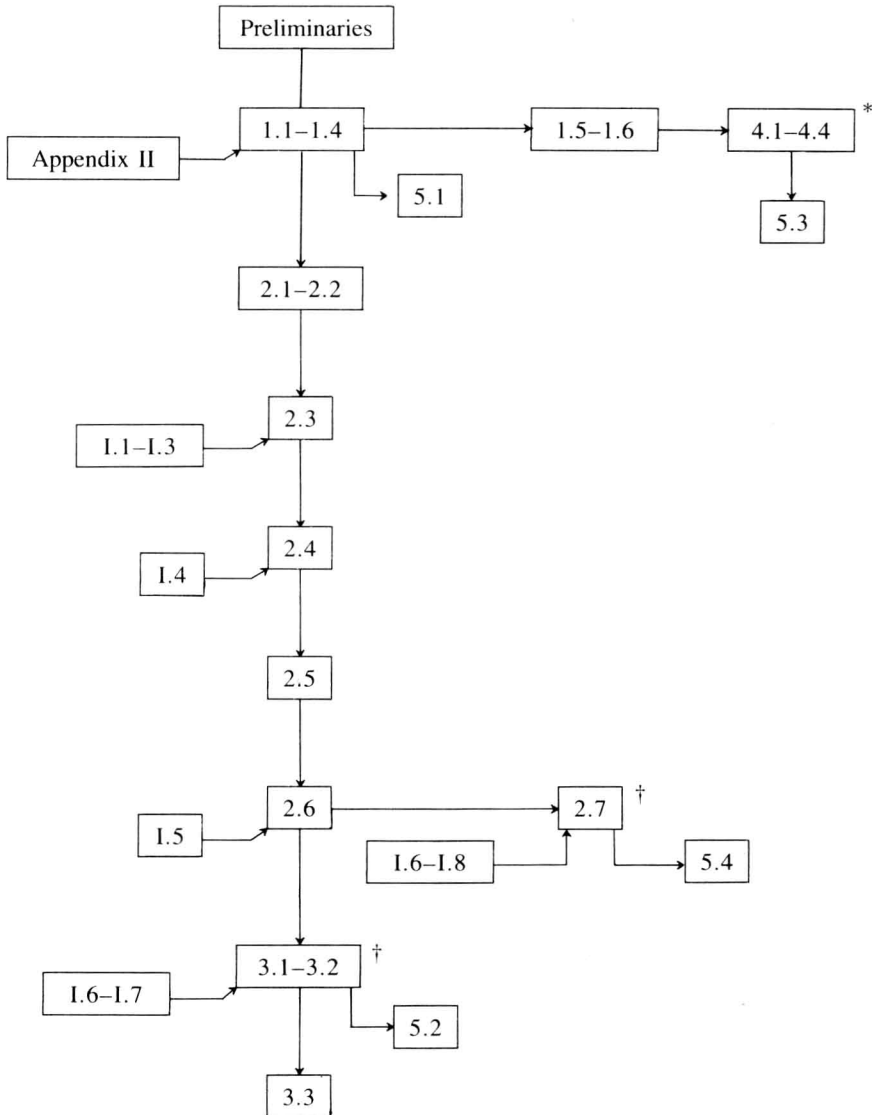 Preliminaries
1.1–1.4
1.5–1.6
4.1–4.4 *
Appendix II
5.1
5.3
2.1–2.2
2.3
I.1–I.3
2.4
I.4
2.5
2.6
2.7 †
I.5
I.6–I.8
5.4
3.1–3.2 †
I.6–I.7
5.2
3.3